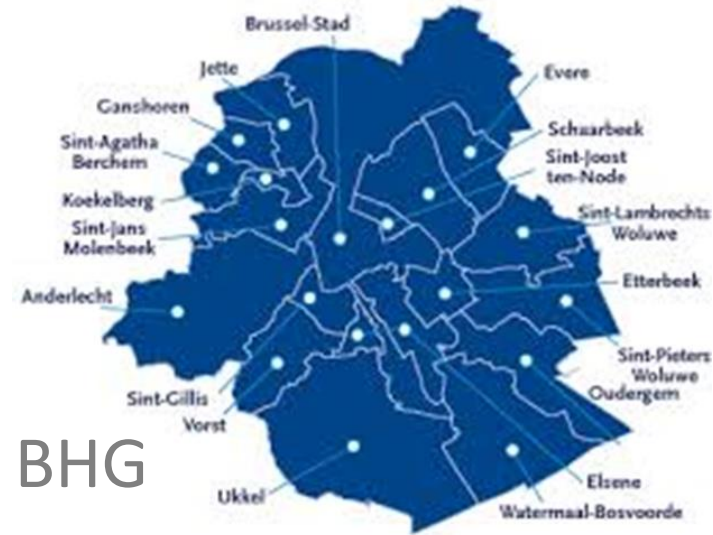 Brussel-Stad
Jette
Evere
Ganshoren
Schaarbeek
Sint-Agatha
Berchem
Sint-Joost
ten-Node
Koekelberg
Sint-Lambrechts
Woluwe
Sint-Jans
Molenbeek
Etterbeek
Anderlecht
Sint-Pieters
Woluwe
Oudergem
Sint-Gillis
Vorst
BHG
Elsene
Ukkel
Watermaal-Bosvoorde